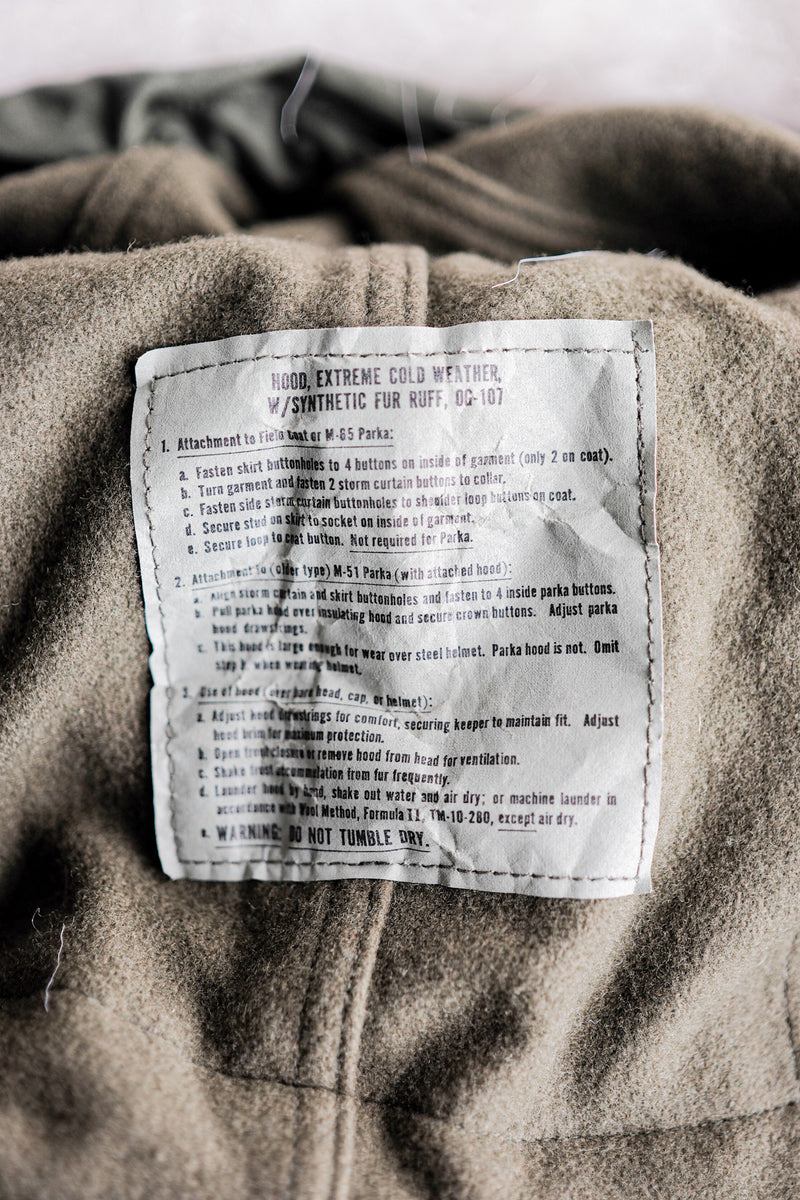 HOOD, EXTREME COLD WEATHER,
W/SYNTHETIC FUR RUFF, OG-107
1. Attachment to Field Coat or M-65 Parka:
a. Fasten skirt buttonholes to 4 buttons on inside of garment (only 2 on coat).
b. Turn garment and fasten 2 storm curtain buttons to collar.
c. Fasten side storm curtain buttonholes to shoulder loop buttons on coat.
d. Secure stud on skirt to socket on inside of garment.
e. Secure loop to coat button. Not required for Parka.
2. Attachment to (older type) M-51 Parka (with attached hood):
a. Align storm curtain and skirt buttonholes and fasten to 4 inside parka buttons.
b. Pull parka hood over insulating hood and secure crown buttons. Adjust parka
hood drawstrings.
c. This hood is large enough for wear over steel helmet. Parka hood is not. Omit
step b when wearing helmet.
3. Use of hood (over bare head, cap, or helmet):
a. Adjust hood drawstrings for comfort, securing keeper to maintain fit. Adjust
hood brim for maximum protection.
b. Open front closure or remove hood from head for ventilation.
c. Shake frost accumulation from fur frequently.
d. Launder hood by hand, shake out water and air dry; or machine launder in
accordance with Wool Method, Formula II, TM-10-280, except air dry.
e. WARNING: DO NOT TUMBLE DRY.